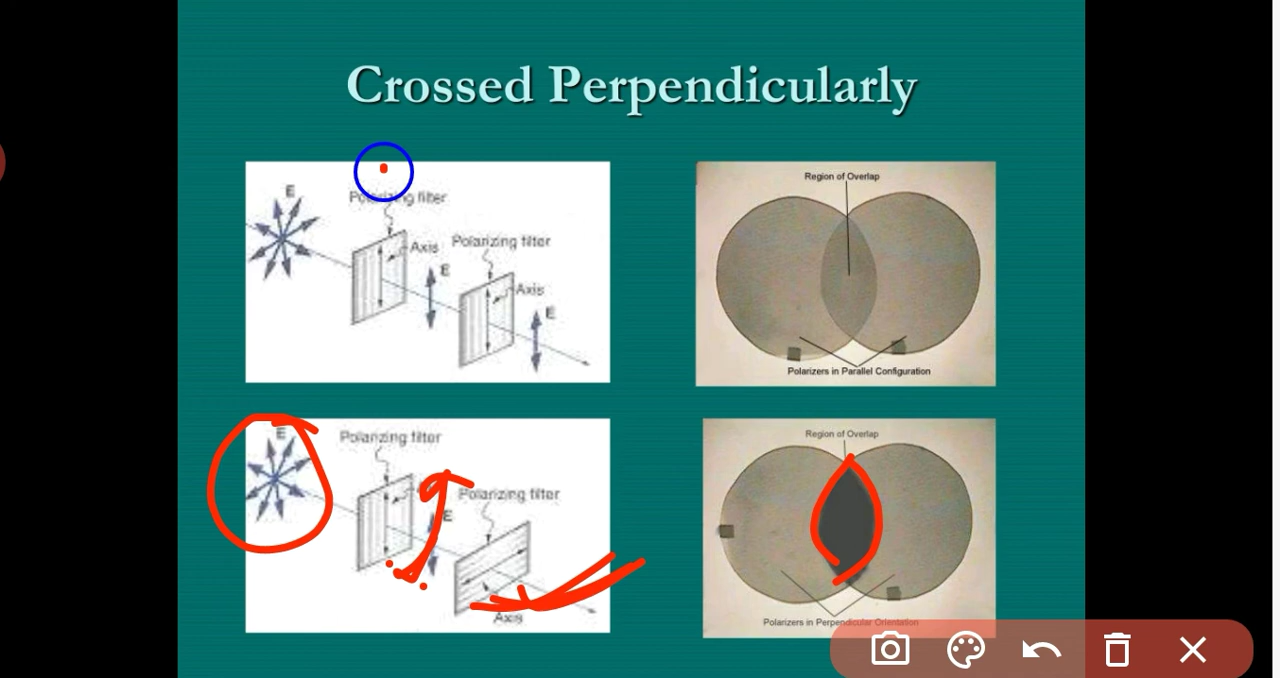 Crossed Perpendicularly
E
Polarizing filter
Axis
Polarizing filter
E
Axis
E
Region of Overlap
Polarizers in Parallel Configuration
E
Polarizing filter
Polarizing filter
E
Axis
Region of Overlap
Polarizers in Perpendicular Orientation